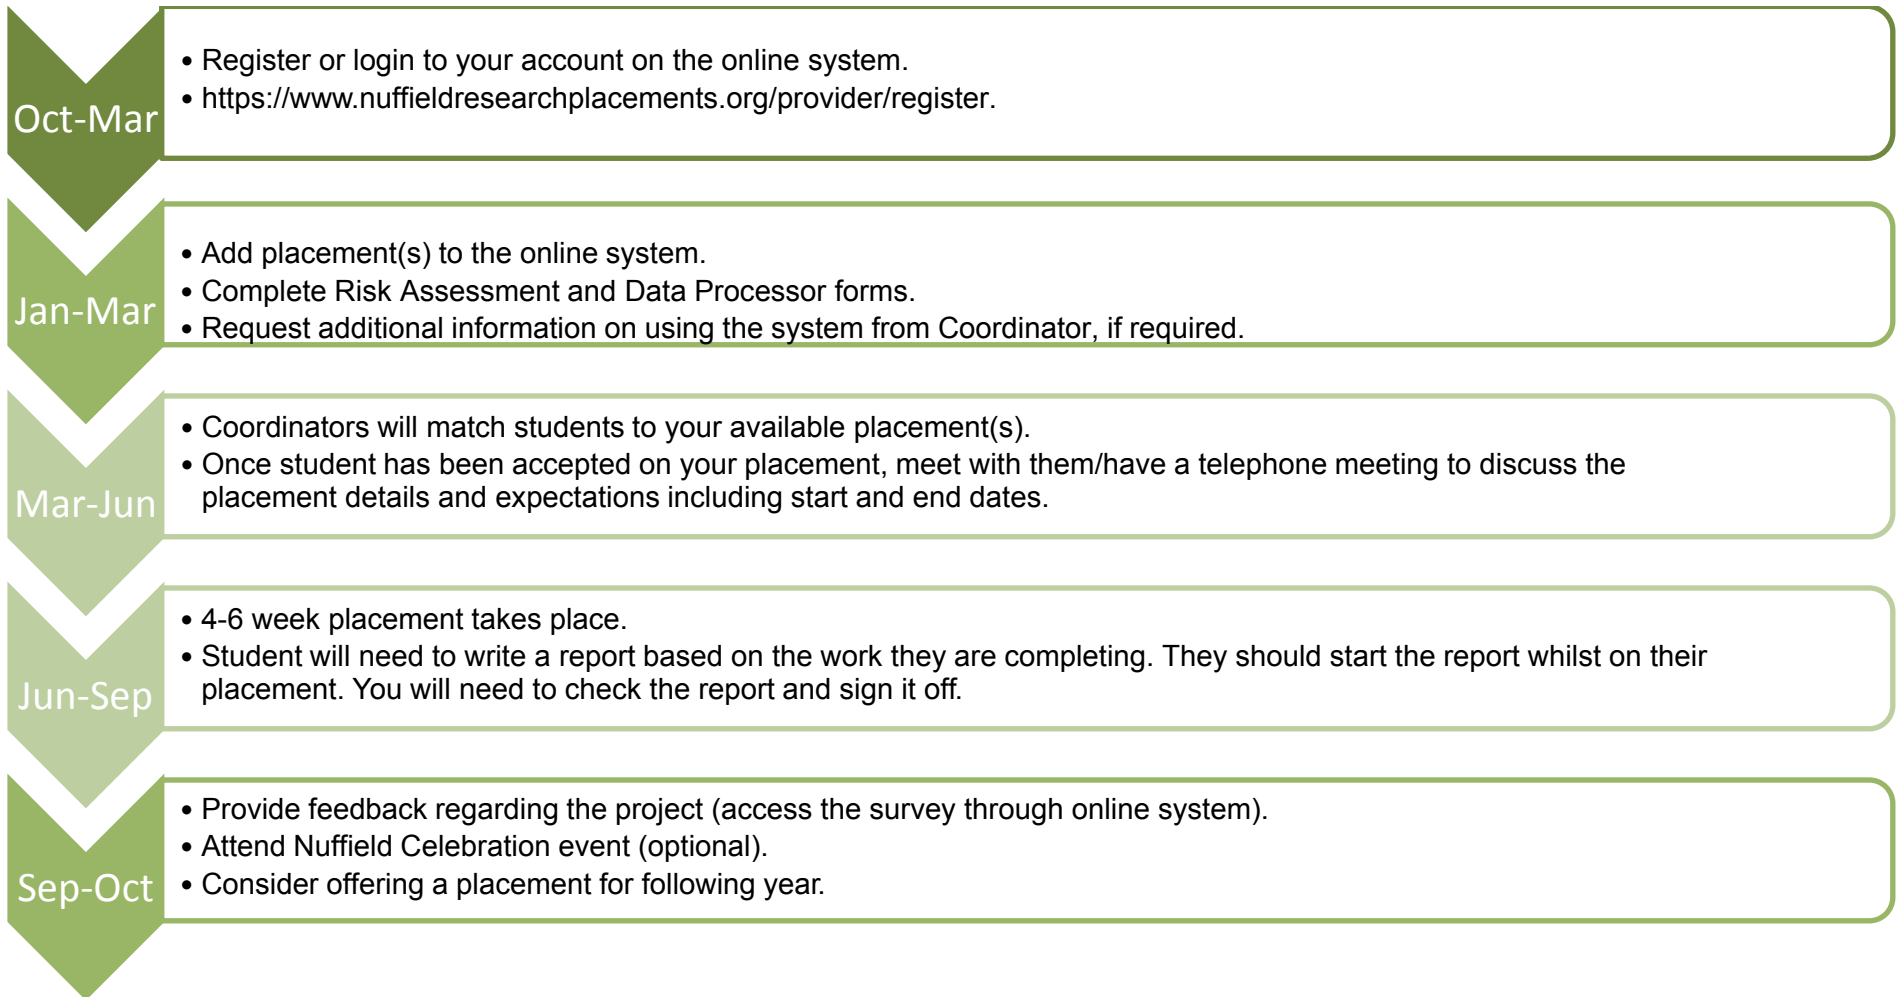 Oct-Mar
• Register or login to your account on the online system.
• https://www.nuffieldresearchplacements.org/provider/register.
Jan-Mar
• Add placement(s) to the online system.
• Complete Risk Assessment and Data Processor forms.
• Request additional information on using the system from Coordinator, if required.
Mar-Jun
• Coordinators will match students to your available placement(s).
• Once student has been accepted on your placement, meet with them/have a telephone meeting to discuss the
placement details and expectations including start and end dates.
Jun-Sep
• 4-6 week placement takes place.
• Student will need to write a report based on the work they are completing. They should start the report whilst on their
placement. You will need to check the report and sign it off.
Sep-Oct
• Provide feedback regarding the project (access the survey through online system).
• Attend Nuffield Celebration event (optional).
• Consider offering a placement for following year.